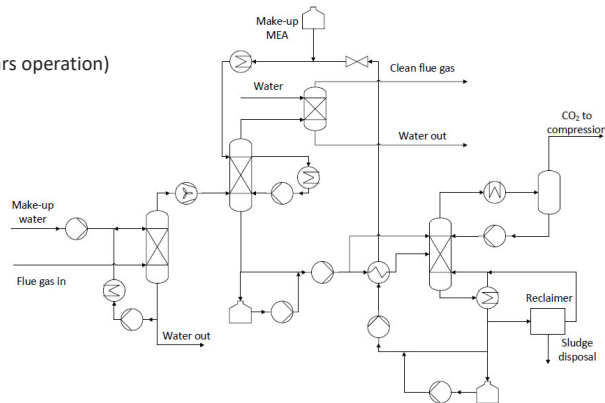 Make-up
MEA
ars operation)
Clean flue gas
Water
CO₂ to
compression
Water out
Make-up
water
Flue gas in
Water out
Reclaimer
Sludge
disposal